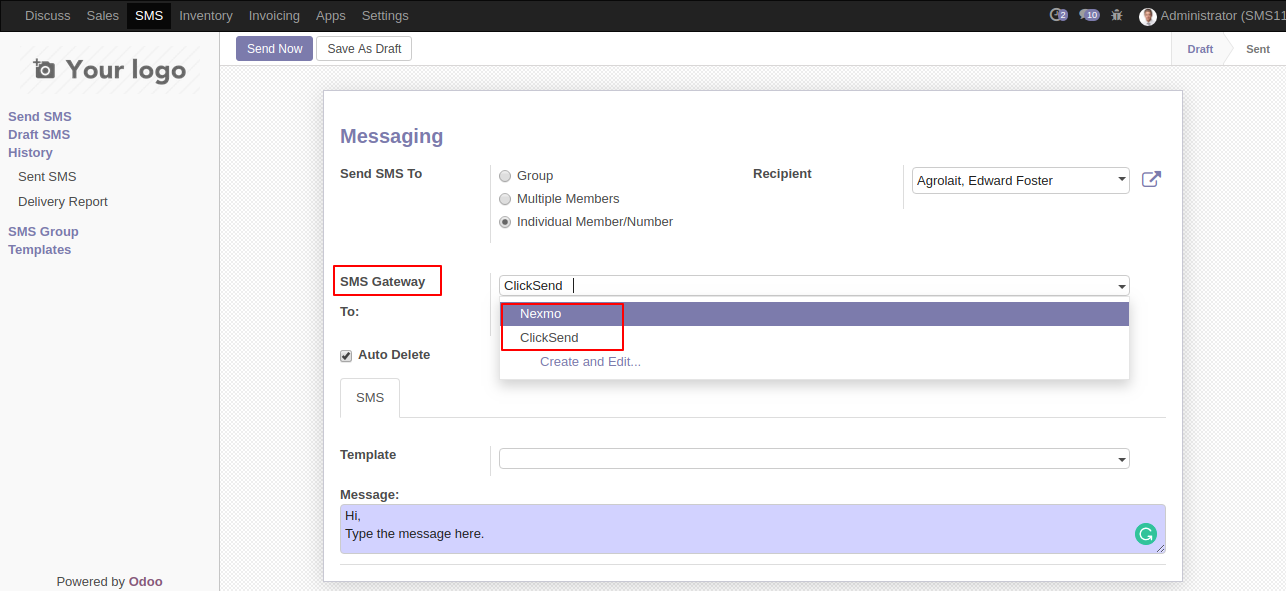 Discuss Sales SMS Inventory Invoicing Apps Settings 2 10 Administrator (SMS11
Your logo
Send Now Save As Draft Draft Sent
Send SMS
Draft SMS
History
Sent SMS
Delivery Report
SMS Group
Templates
Messaging
Send SMS To
Group
Multiple Members
Individual Member/Number
Recipient
Agrolait, Edward Foster
SMS Gateway
ClickSend
Nexmo
ClickSend
Create and Edit...
To:
Auto Delete
SMS
Template
Message:
Hi,
Type the message here.
Powered by Odoo